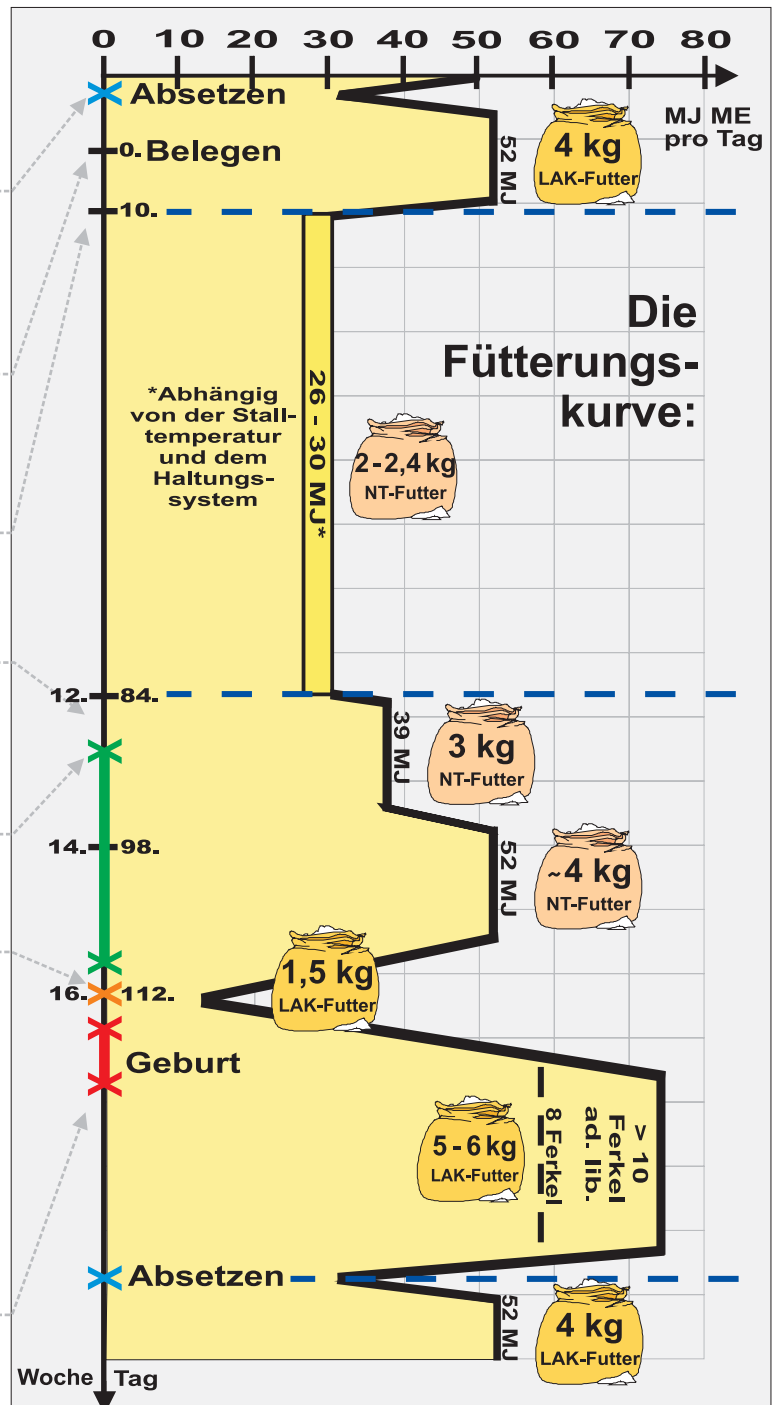 0 10 20 30 40 50 60 70 80
MJ ME
pro Tag
Absetzen
0. Belegen
52 MJ
4 kg
LAK-Futter
10.
Die
Fütterungs-
kurve:
*Abhängig
von der Stall-
temperatur
und dem
Haltungs-
system
26 - 30 MJ*
2-2,4 kg
NT-Futter
12. 84.
39 MJ
3 kg
NT-Futter
14. 98.
52 MJ
~4 kg
NT-Futter
1,5 kg
LAK-Futter
16. 112.
Geburt
5-6 kg
LAK-Futter
8 Ferkel
> 10
Ferkel
ad. lib.
Absetzen
52 MJ
4 kg
LAK-Futter
Woche Tag